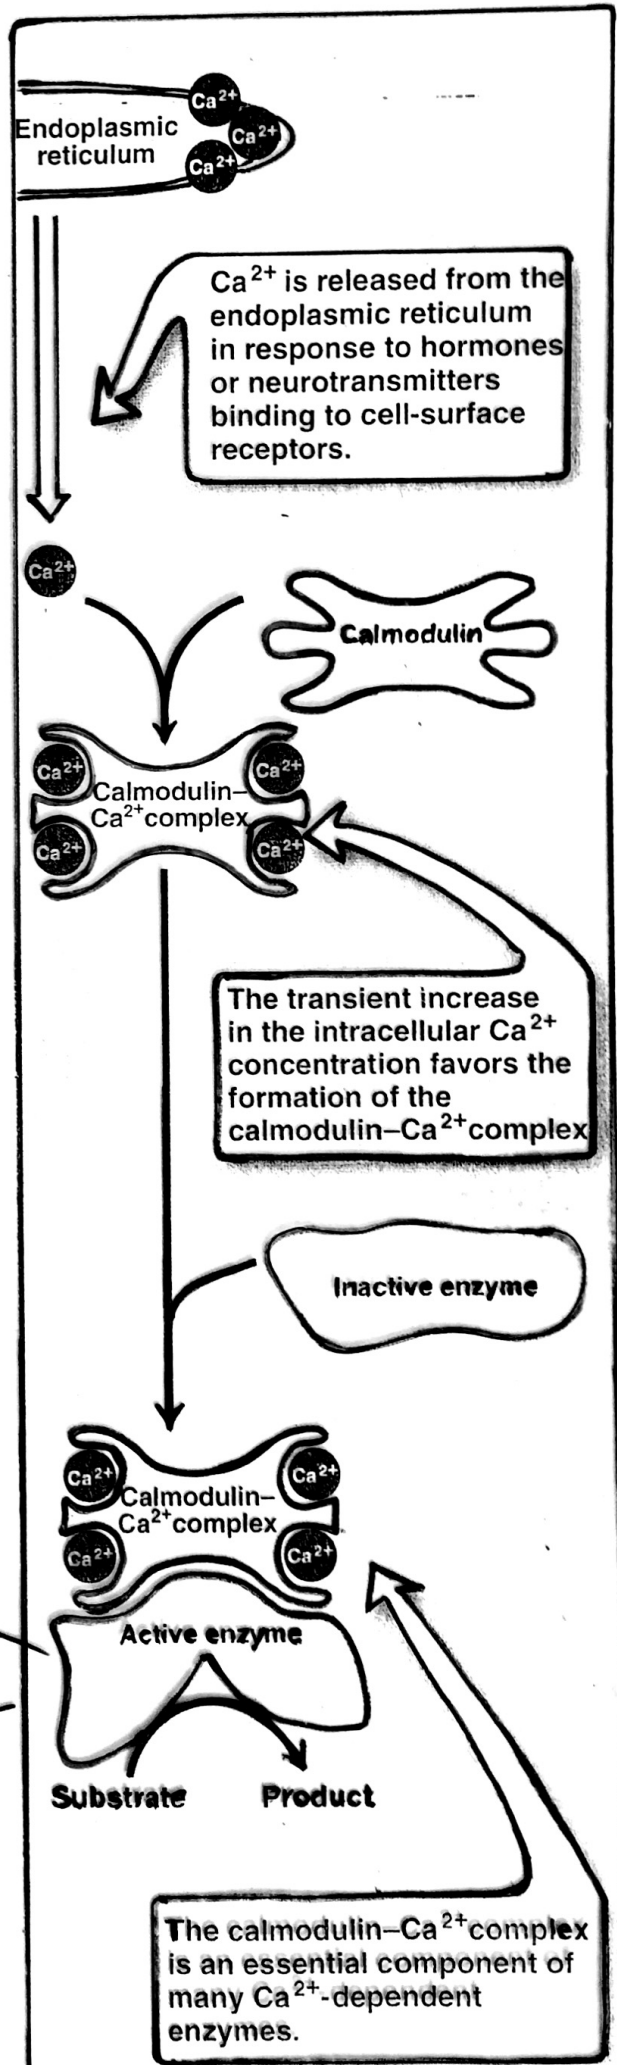 Ca²⁺
Ca²⁺
Ca²⁺
Endoplasmic
reticulum
Ca²⁺ is released from the
endoplasmic reticulum
in response to hormones
or neurotransmitters
binding to cell-surface
receptors.
Ca²⁺
Calmodulin
Ca²⁺
Ca²⁺
Calmodulin–
Ca²⁺complex
Ca²⁺
Ca²⁺
The transient increase
in the intracellular Ca²⁺
concentration favors the
formation of the
calmodulin–Ca²⁺complex
Inactive enzyme
Ca²⁺
Ca²⁺
Calmodulin–
Ca²⁺complex
Ca²⁺
Ca²⁺
Active enzyme
Substrate
Product
The calmodulin–Ca²⁺complex
is an essential component of
many Ca²⁺-dependent
enzymes.